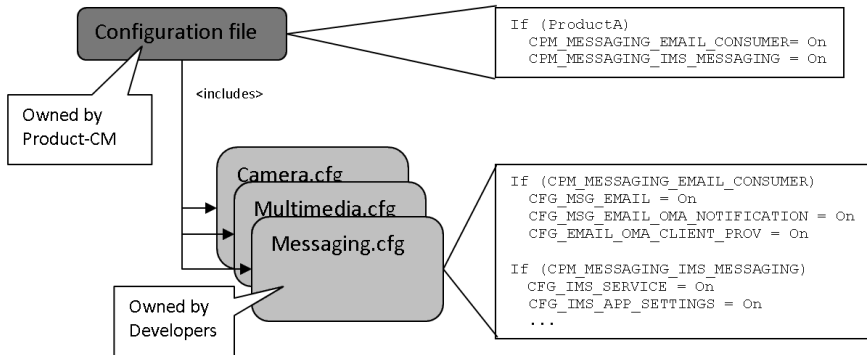 Configuration file
If (ProductA)
CPM_MESSAGING_EMAIL_CONSUMER= On
CPM_MESSAGING_IMS_MESSAGING = On
<includes>
Owned by
Product-CM
Camera.cfg
Multimedia.cfg
Messaging.cfg
If (CPM_MESSAGING_EMAIL_CONSUMER)
CFG_MSG_EMAIL = On
CFG_MSG_EMAIL_OMA_NOTIFICATION = On
CFG_EMAIL_OMA_CLIENT_PROV = On
If (CPM_MESSAGING_IMS_MESSAGING)
CFG_IMS_SERVICE = On
CFG_IMS_APP_SETTINGS = On
...
Owned by
Developers